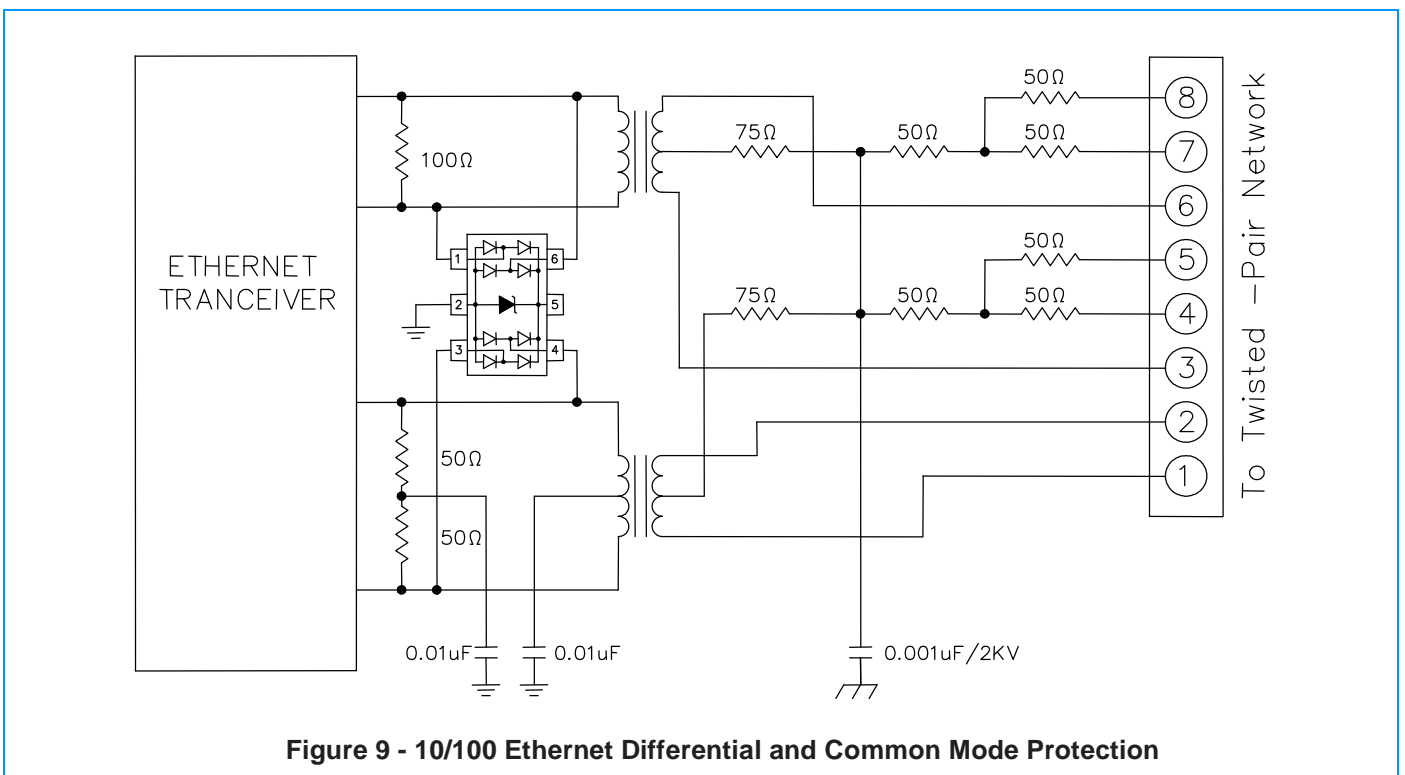 50Ω
8
75Ω
50Ω
50Ω
7
100Ω
6
ETHERNET
TRANCEIVER
1
6
2
5
3
4
50Ω
5
75Ω
50Ω
50Ω
4
3
2
50Ω
1
50Ω
0.01uF
0.01uF
0.001uF/2KV
To Twisted –Pair Network
Figure 9 - 10/100 Ethernet Differential and Common Mode Protection